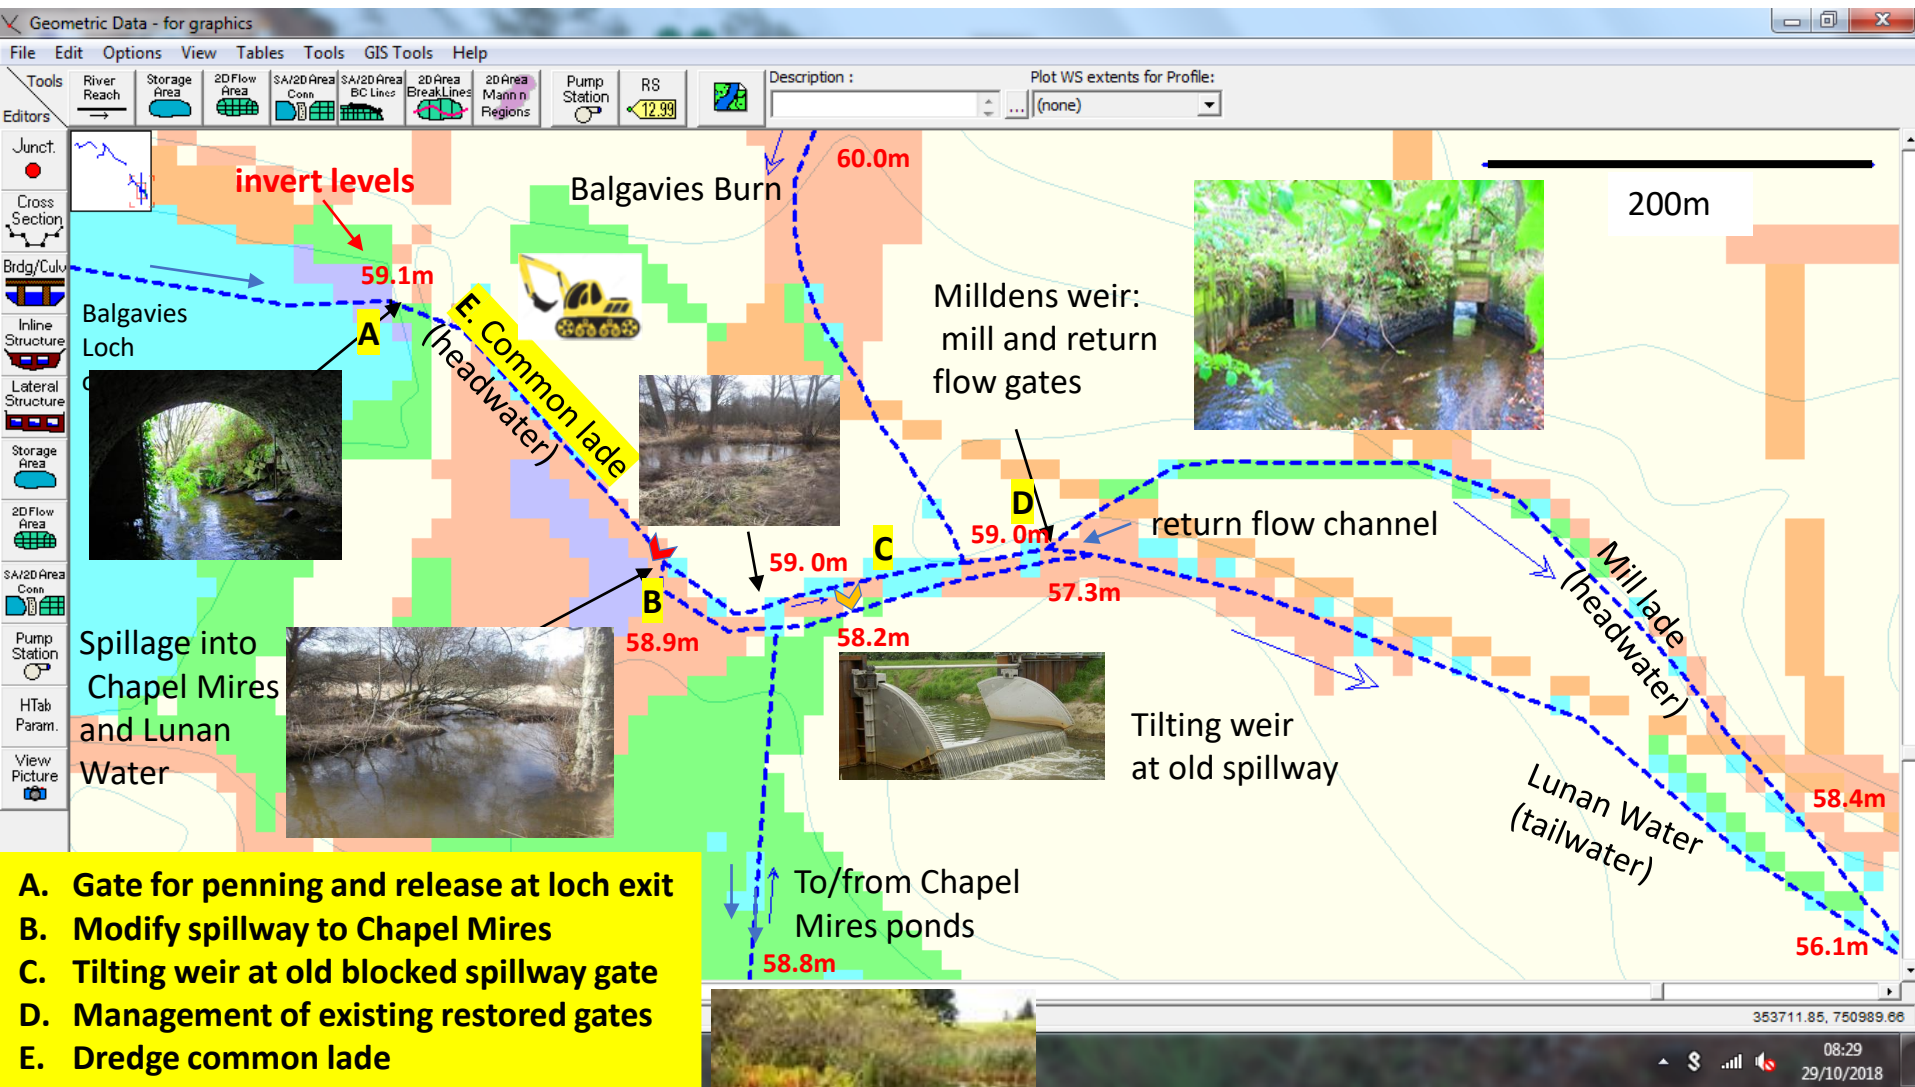 Geometric Data - for graphics
File Edit Options View Tables Tools GIS Tools Help
Tools
Editors
River
Reach
Storage
Area
2D Flow
Area
SA/2D Area
Conn
SA/2D Area
BC Lines
2D Area
BreakLines
2D Area
Mann n
Regions
Pump
Station
RS
12.99
Description :
...
Plot WS extents for Profile:
(none)
Junct.
Cross
Section
Brdg/Culv
Inline
Structure
Lateral
Structure
Storage
Area
2D Flow
Area
SA/2D Area
Conn
Pump
Station
HTab
Param.
View
Picture
invert levels
59.1m
Balgavies Burn
60.0m
200m
Balgavies
Loch
A
E. Common lade
(headwater)
Milldens weir:
mill and return
flow gates
D
59. 0m
return flow channel
C
59. 0m
57.3m
Mill lade
(headwater)
B
58.9m
58.2m
Spillage into
Chapel Mires
and Lunan
Water
Tilting weir
at old spillway
Lunan Water
(tailwater)
58.4m
56.1m
To/from Chapel
Mires ponds
58.8m
A. Gate for penning and release at loch exit
B. Modify spillway to Chapel Mires
C. Tilting weir at old blocked spillway gate
D. Management of existing restored gates
E. Dredge common lade
353711.85, 750989.66
08:29
29/10/2018